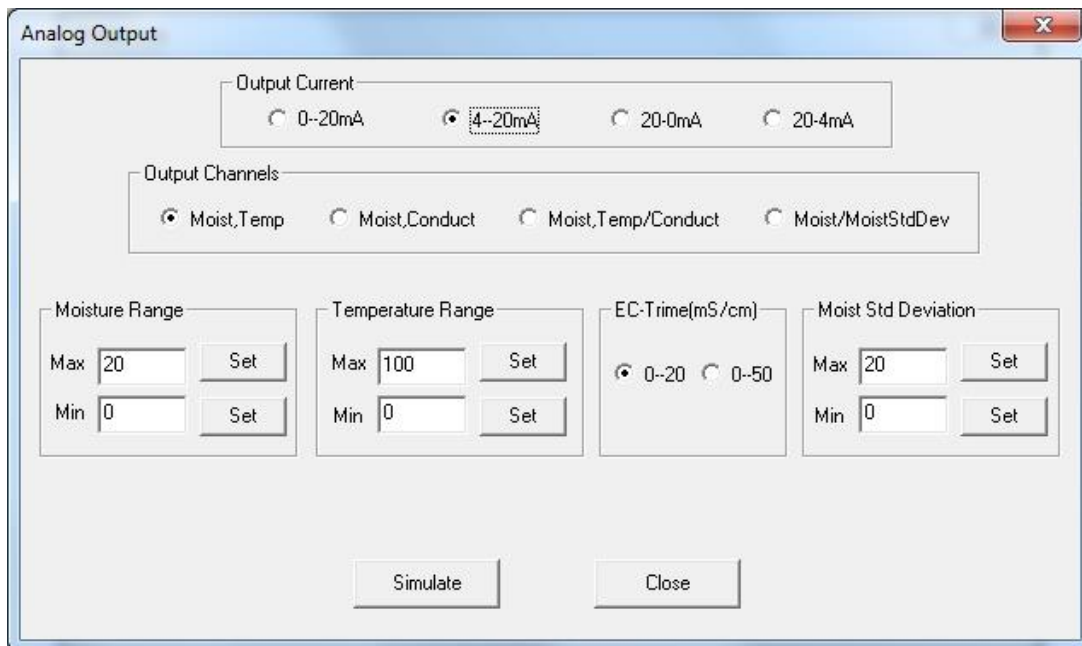 Analog Output
Output Current
0--20mA 4--20mA 20-0mA 20-4mA
Output Channels
Moist,Temp Moist,Conduct Moist,Temp/Conduct Moist/MoistStdDev
Moisture Range
Max 20 Set
Min 0 Set
Temperature Range
Max 100 Set
Min 0 Set
EC-Trime(mS/cm)
0--20 0--50
Moist Std Deviation
Max 20 Set
Min 0 Set
Simulate Close